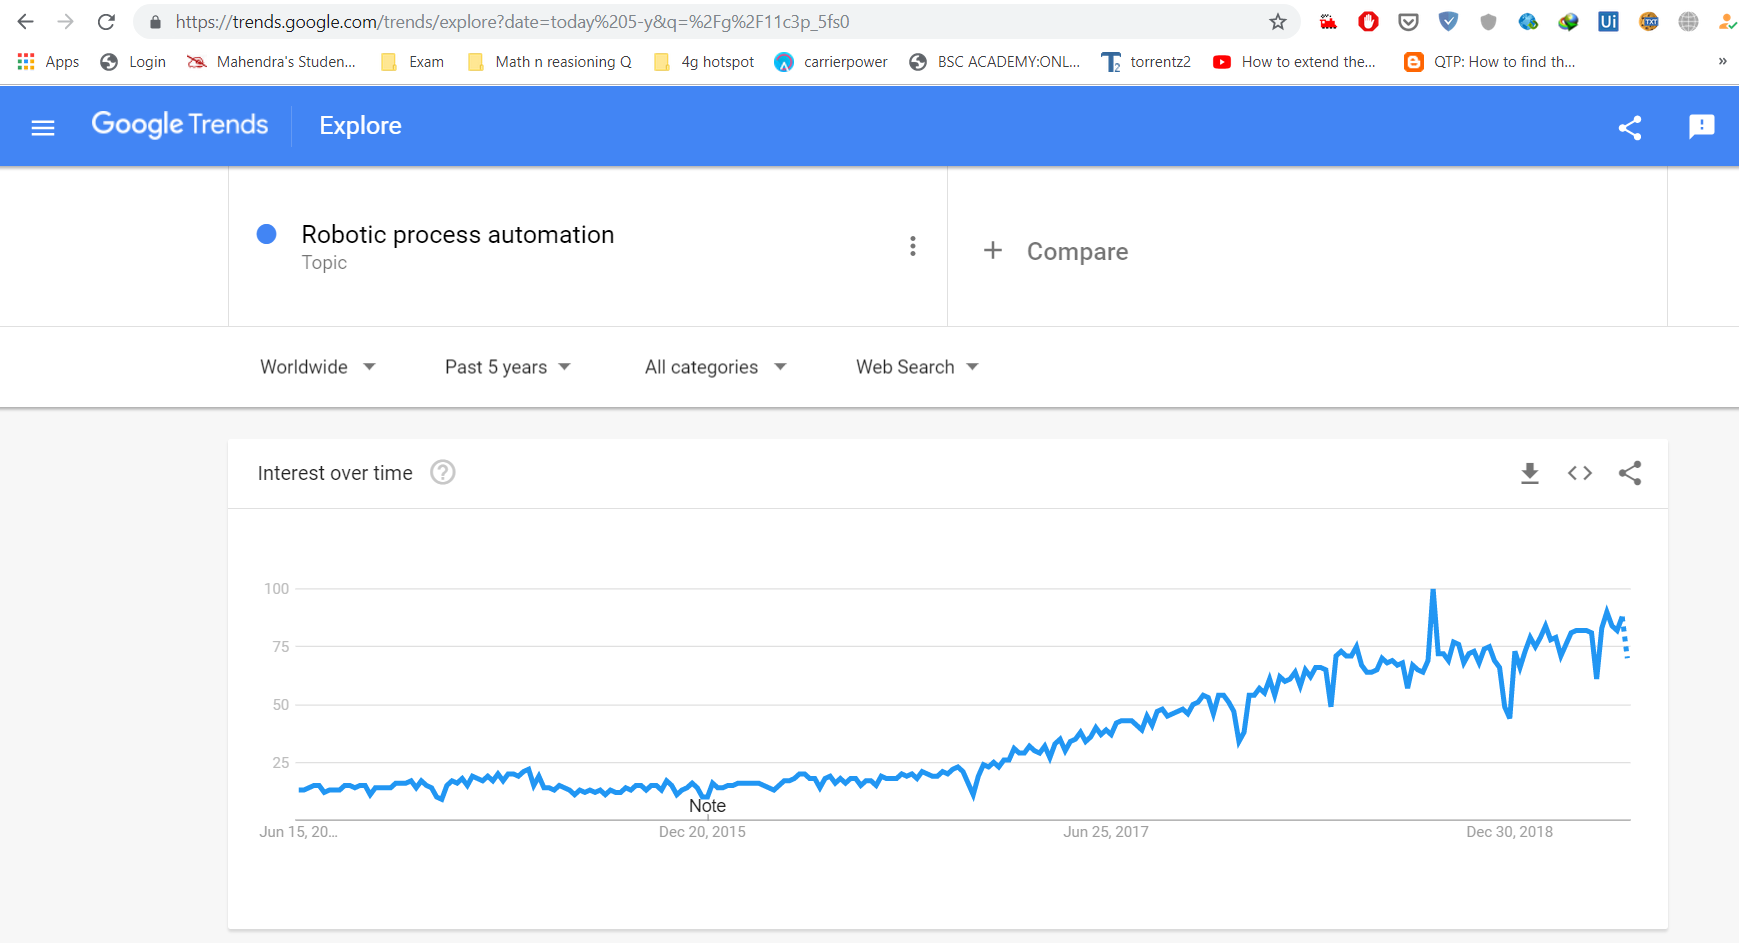 https://trends.google.com/trends/explore?date=today%205-y&q=%2Fg%2F11c3p_5fs0
Ui TXT
Apps Login Mahendra's Studen... Exam Math n reasioning Q 4g hotspot carrierpower BSC ACADEMY:ONL... T2 torrentz2 How to extend the... QTP: How to find th... »
Google Trends Explore
Robotic process automation
Topic
+ Compare
Worldwide Past 5 years All categories Web Search
Interest over time ?
100
75
50
25
Note
Jun 15, 20... Dec 20, 2015 Jun 25, 2017 Dec 30, 2018